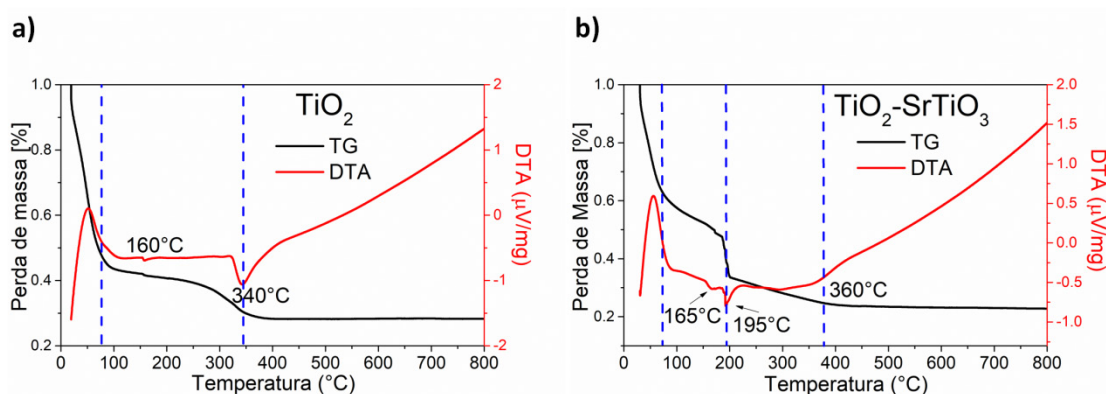 a)
TiO2
TG
DTA
160°C
340°C
Perda de massa [%]
1.0
0.8
0.6
0.4
0.2
DTA (µV/mg)
2
1
0
-1
-2
0 100 200 300 400 500 600 700 800
Temperatura (°C)
b)
TiO2-SrTiO3
TG
DTA
165°C
195°C
360°C
Perda de Massa [%]
1.0
0.8
0.6
0.4
0.2
DTA (µV/mg)
2.0
1.5
1.0
0.5
0.0
-0.5
-1.0
0 100 200 300 400 500 600 700 800
Temperatura (°C)